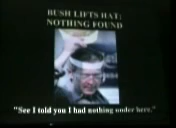 BUSH LIFTS HAT:
NOTHING FOUND
"See I told you I had nothing under here."